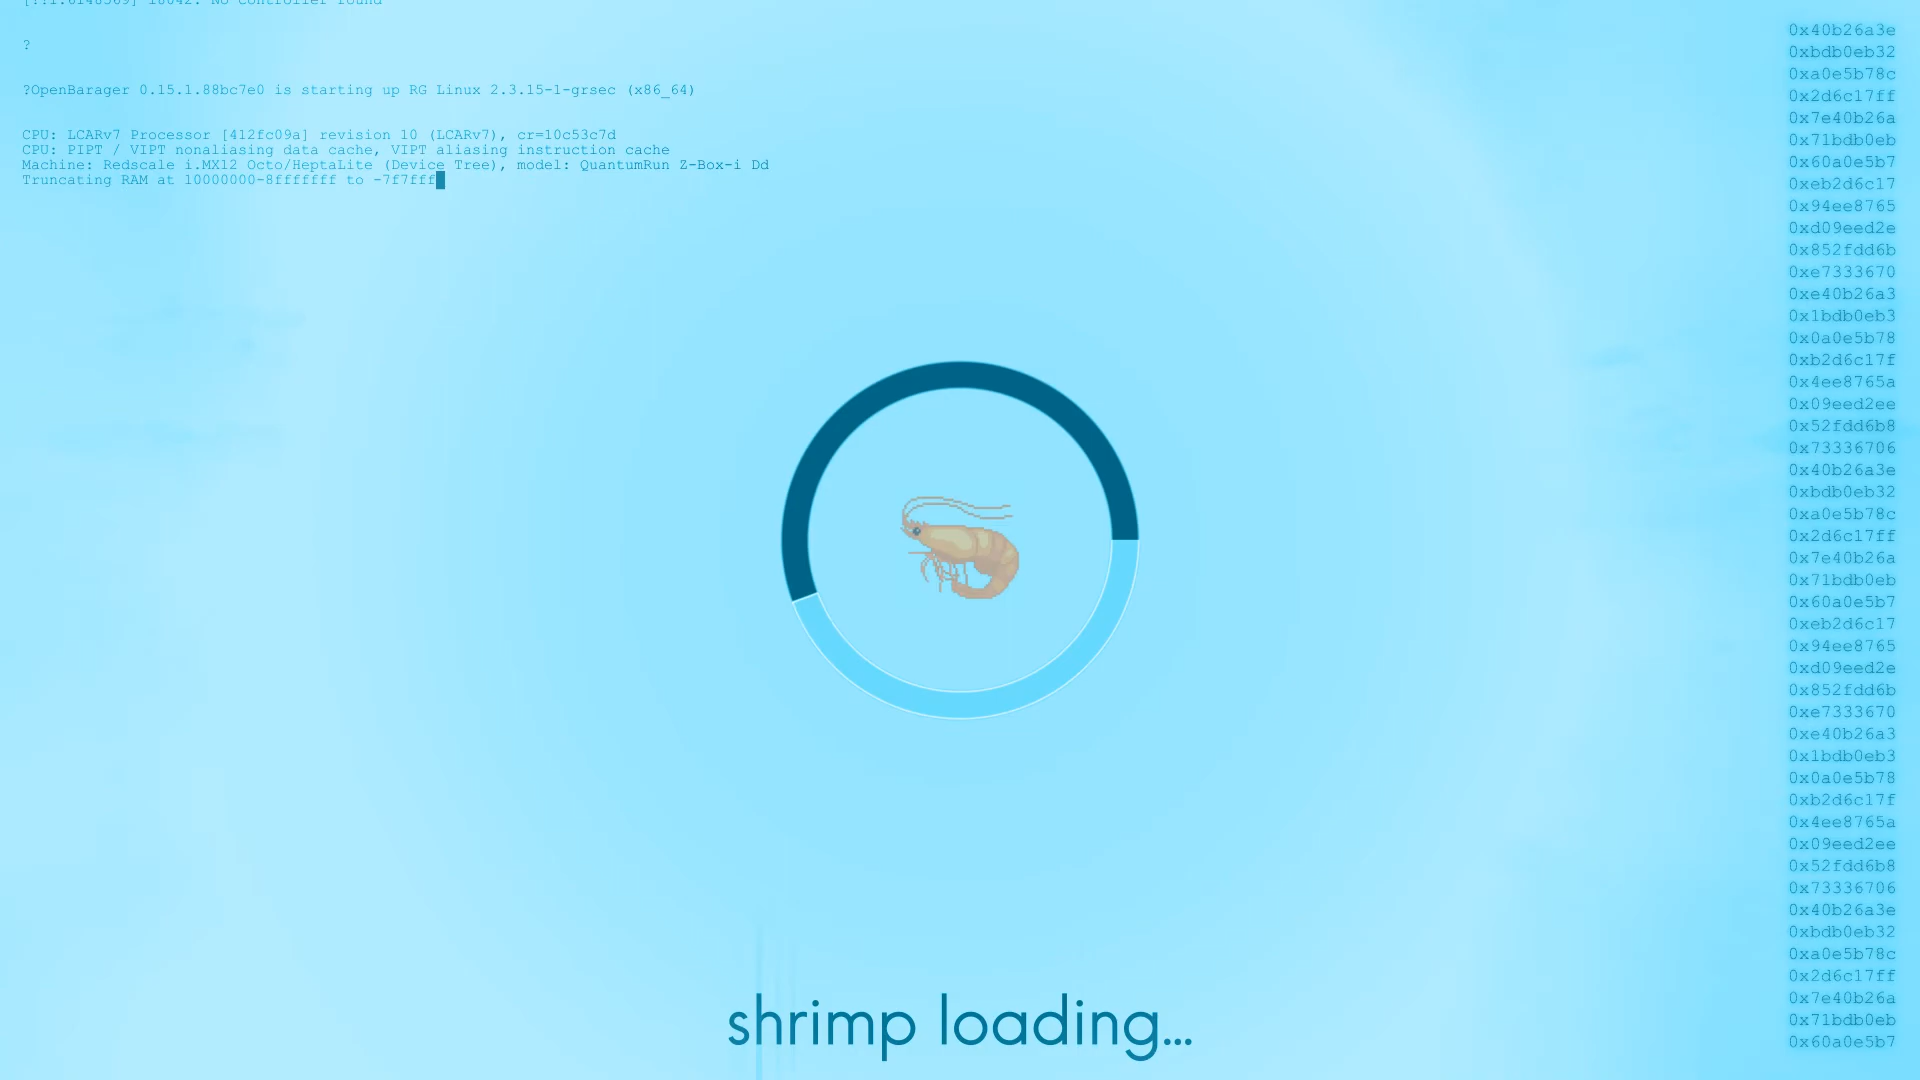 i8042: No controller found
?
?OpenBarager 0.15.1.88bc7e0 is starting up RG Linux 2.3.15-1-grsec (x86_64)
CPU: LCARv7 Processor [412fc09a] revision 10 (LCARv7), cr=10c53c7d
CPU: PIPT / VIPT nonaliasing data cache, VIPT aliasing instruction cache
Machine: Redscale i.MX12 Octo/HeptaLite (Device Tree), model: QuantumRun Z-Box-i Dd
Truncating RAM at 10000000-8fffffff to -7f7fff
0x40b26a3e
0xbdb0eb32
0xa0e5b78c
0x2d6c17ff
0x7e40b26a
0x71bdb0eb
0x60a0e5b7
0xeb2d6c17
0x94ee8765
0xd09eed2e
0x852fdd6b
0xe7333670
0xe40b26a3
0x1bdb0eb3
0x0a0e5b78
0xb2d6c17f
0x4ee8765a
0x09eed2ee
0x52fdd6b8
0x73336706
0x40b26a3e
0xbdb0eb32
0xa0e5b78c
0x2d6c17ff
0x7e40b26a
0x71bdb0eb
0x60a0e5b7
0xeb2d6c17
0x94ee8765
0xd09eed2e
0x852fdd6b
0xe7333670
0xe40b26a3
0x1bdb0eb3
0x0a0e5b78
0xb2d6c17f
0x4ee8765a
0x09eed2ee
0x52fdd6b8
0x73336706
0x40b26a3e
0xbdb0eb32
0xa0e5b78c
0x2d6c17ff
0x7e40b26a
0x71bdb0eb
0x60a0e5b7
shrimp loading...